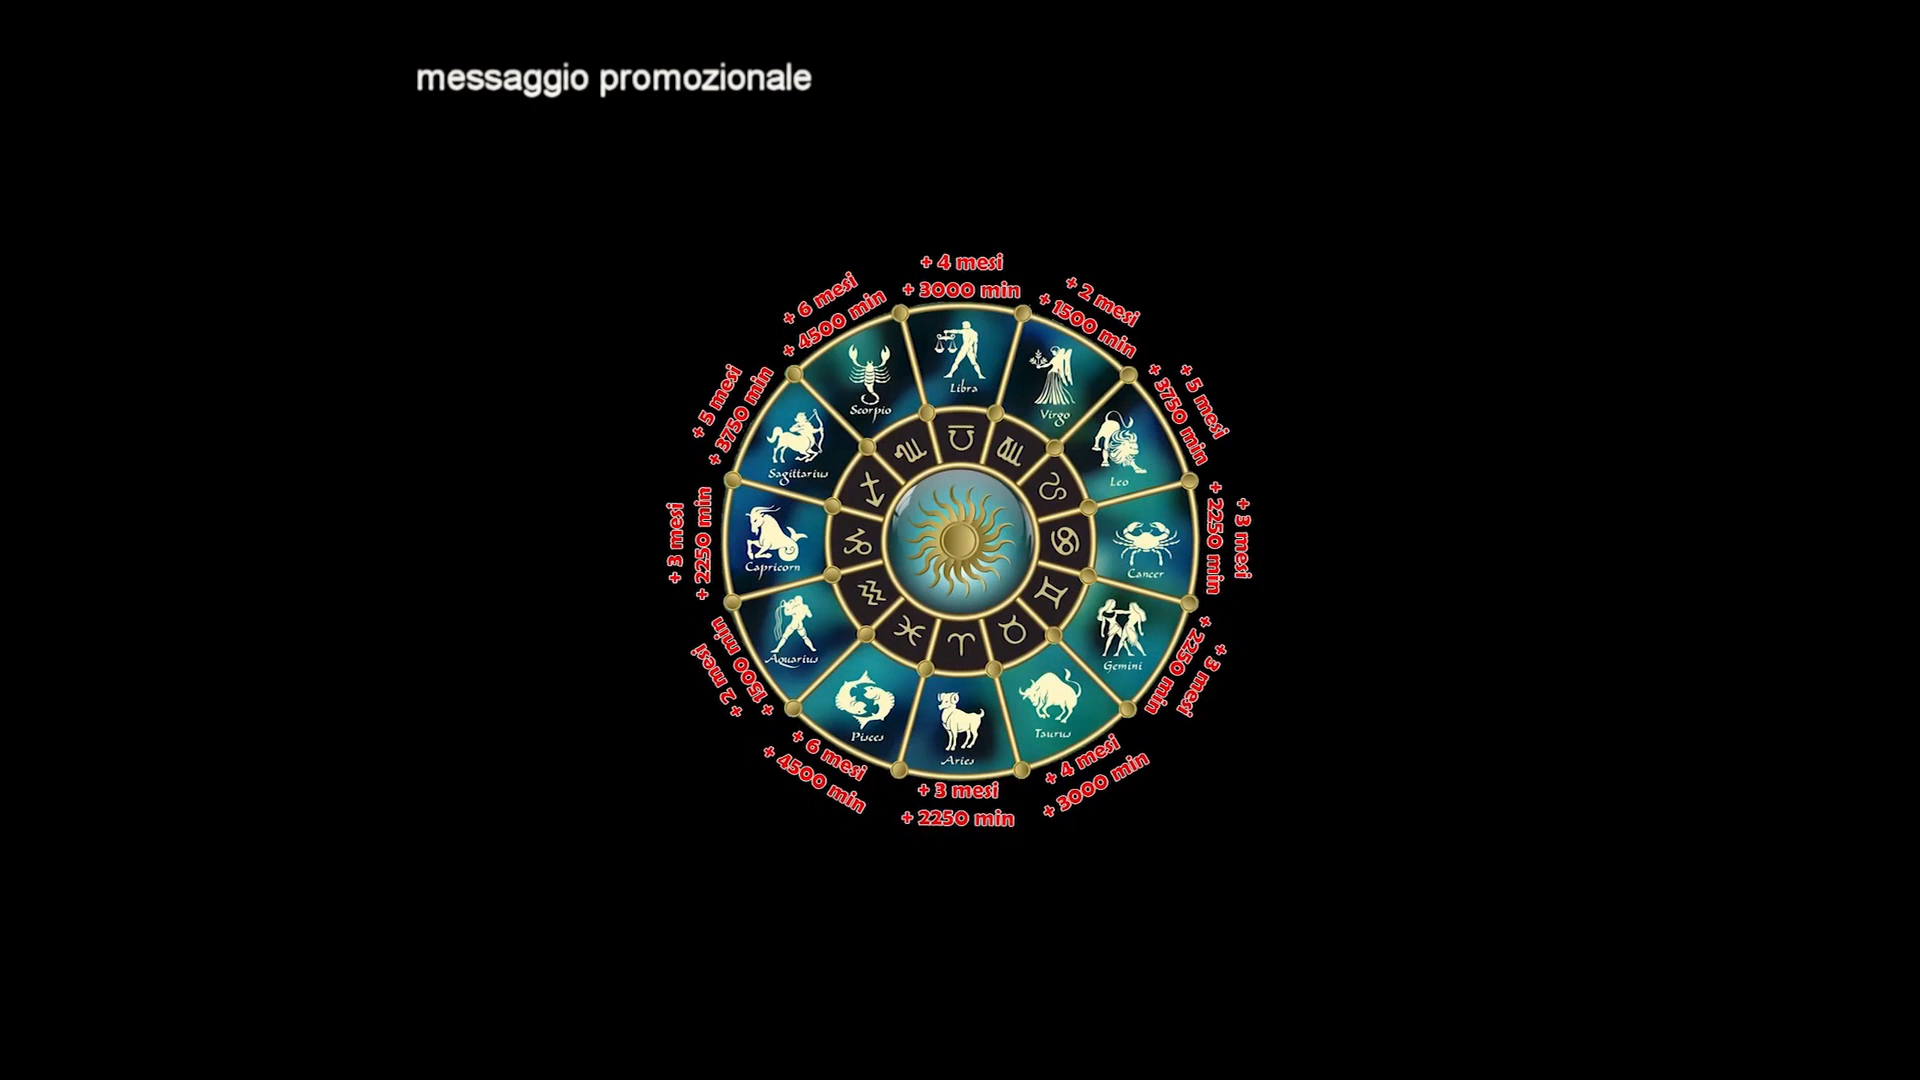 messaggio promozionale
+ 4 mesi
+ 3000 min
+ 2 mesi
+ 1500 min
+ 5 mesi
+ 3750 min
+ 3 mesi
+ 2250 min
+ 3 mesi
+ 2250 min
+ 4 mesi
+ 3000 min
+ 3 mesi
+ 2250 min
+ 6 mesi
+ 4500 min
+ 2 mesi
+ 1500 min
+ 3 mesi
+ 2250 min
+ 5 mesi
+ 3750 min
+ 6 mesi
+ 4500 min
Libra
Virgo
Leo
Cancer
Gemini
Taurus
Aries
Pisces
Aquarius
Capricorn
Sagittarius
Scorpio